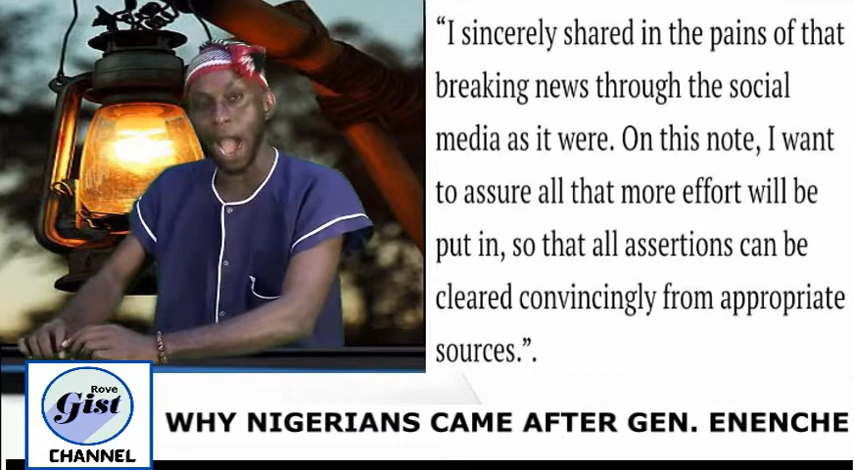 “I sincerely shared in the pains of that
breaking news through the social
media as it were. On this note, I want
to assure all that more effort will be
put in, so that all assertions can be
cleared convincingly from appropriate
sources.”.
Rove
Gist
CHANNEL
WHY NIGERIANS CAME AFTER GEN. ENENCHE